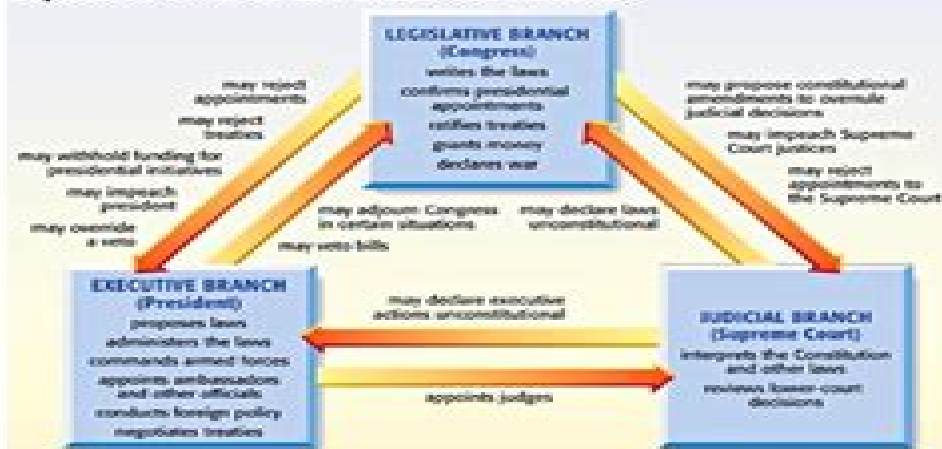 LEGISLATIVE BRANCH
(Congress)
writes the laws
confirms presidential
appointments
ratifies treaties
grants money
declares war
may reject
appointments
may reject
treaties
may withhold funding for
presidential initiatives
may impeach
president
may override
a veto
may adjourn Congress
in certain situations
may veto bills
may declare laws
unconstitutional
may propose constitutional
amendments to overrule
judicial decisions
may impeach Supreme
Court justices
may reject
appointments to
the Supreme Court
EXECUTIVE BRANCH
(President)
proposes laws
administers the laws
commands armed forces
appoints ambassadors
and other officials
conducts foreign policy
negotiates treaties
may declare executive
actions unconstitutional
appoints judges
JUDICIAL BRANCH
(Supreme Court)
interprets the Constitution
and other laws
reviews lower-court
decisions